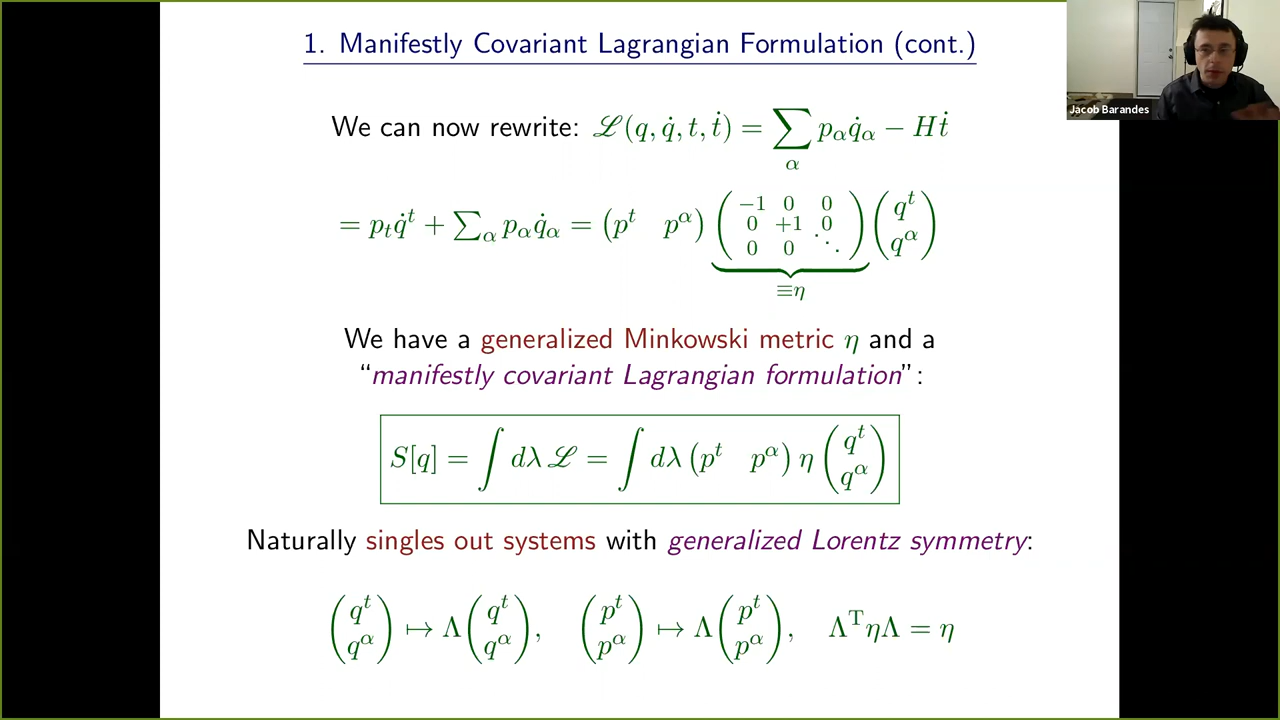 1. Manifestly Covariant Lagrangian Formulation (cont.)
Jacob Barandes
We can now rewrite: ℒ(q, q̇, t, ṫ) = ∑_α p_α q̇_α − Hṫ
= p_t q̇^t + ∑_α p_α q̇_α = (p^t p^α) (−1 0 0; 0 +1 0; 0 0 ⋱) (q^t; q^α)
≡η
We have a generalized Minkowski metric η and a
“manifestly covariant Lagrangian formulation”:
S[q] = ∫ dλ ℒ = ∫ dλ (p^t p^α) η (q^t; q^α)
Naturally singles out systems with generalized Lorentz symmetry:
(q^t; q^α) ↦ Λ (q^t; q^α), (p^t; p^α) ↦ Λ (p^t; p^α), Λ^T ηΛ = η